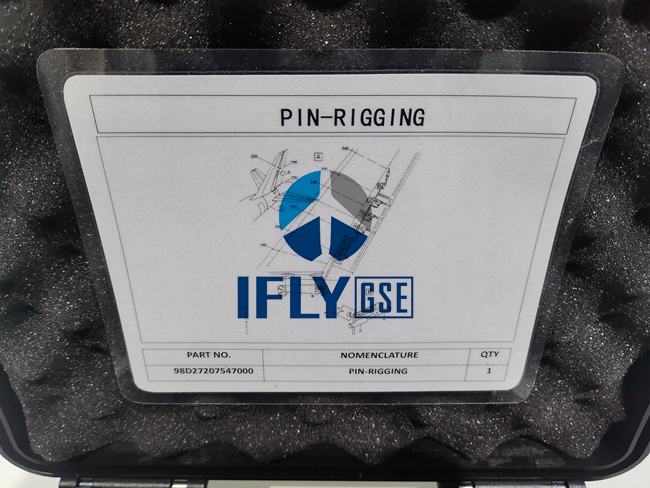 PIN-RIGGING
A
IFLY GSE
PART NO. NOMENCLATURE QTY
98D27207547000 PIN-RIGGING 1